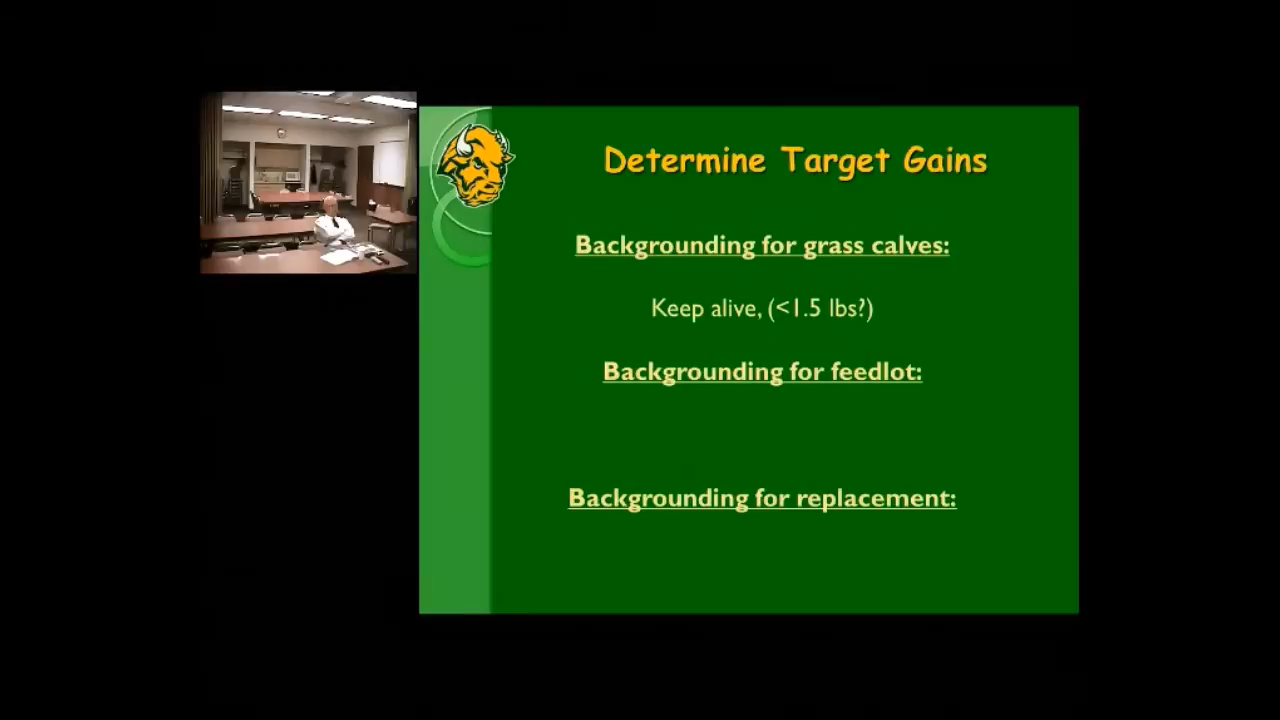 Determine Target Gains
Backgrounding for grass calves:
Keep alive, (<1.5 lbs?)
Backgrounding for feedlot:
Backgrounding for replacement: